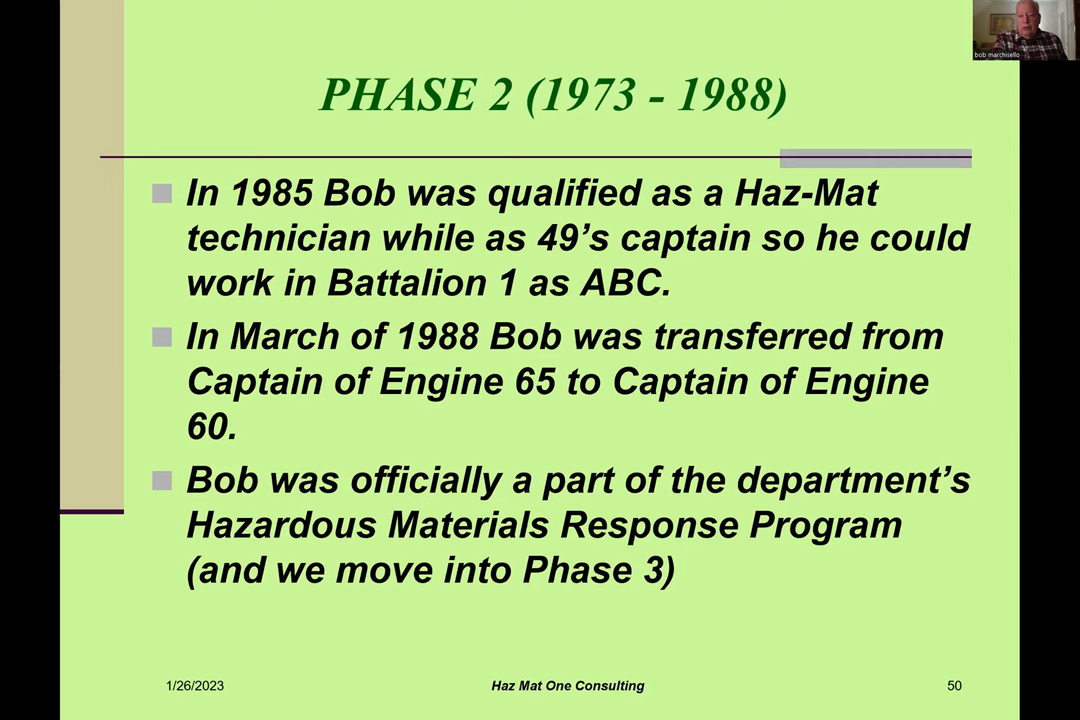 bob marchisello
PHASE 2 (1973 - 1988)
In 1985 Bob was qualified as a Haz-Mat
technician while as 49’s captain so he could
work in Battalion 1 as ABC.
In March of 1988 Bob was transferred from
Captain of Engine 65 to Captain of Engine
60.
Bob was officially a part of the department’s
Hazardous Materials Response Program
(and we move into Phase 3)
1/26/2023
Haz Mat One Consulting
50